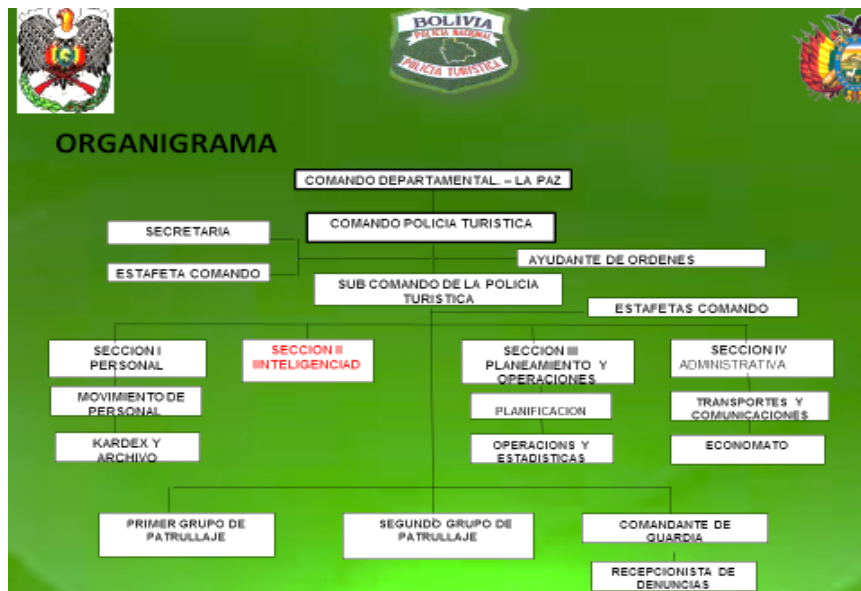 BOLIVIA
POLICIA NACIONAL
POLICIA TURISTICA
ORGANIGRAMA
COMANDO DEPARTAMENTAL. – LA PAZ
COMANDO POLICIA TURISTICA
SECRETARIA
AYUDANTE DE ORDENES
ESTAFETA COMANDO
SUB COMANDO DE LA POLICIA
TURISTICA
ESTAFETAS COMANDO
SECCION I
PERSONAL
SECCION II
IINTELIGENCIAD
SECCION III
PLANEAMIENTO Y
OPERACIONES
SECCION IV
ADMINISTRATIVA
MOVIMIENTO DE
PERSONAL
PLANIFICACION
TRANSPORTES Y
COMUNICACIONES
KARDEX Y
ARCHIVO
OPERACIONS Y
ESTADISTICAS
ECONOMATO
PRIMER GRUPO DE
PATRULLAJE
SEGUNDO GRUPO DE
PATRULLAJE
COMANDANTE DE
GUARDIA
RECEPCIONISTA DE
DENUNCIAS